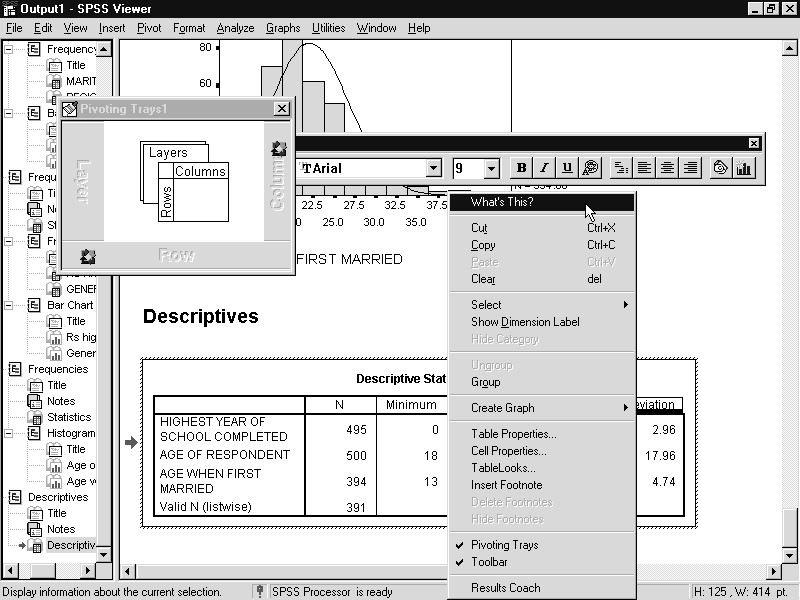 Output1 - SPSS Viewer
File Edit View Insert Pivot Format Analyze Graphs Utilities Window Help
Frequency
Title
MARIT
Ba
Frequ
Ti
No
St
Fr
GENEF
Bar Chart
Title
Rs hig
Gener
Frequencies
Title
Notes
Statistics
Histogram
Title
Age o
Age v
Descriptives
Title
Notes
Descriptiv
80
60
Pivoting Trays1
Layer
Layers
Columns
Rows
Column
Row
Arial
9
B I U
N = 394.00
22.5 27.5 32.5 37.5
25.0 30.0 35.0
FIRST MARRIED
Descriptives
Descriptive Stat
N Minimum eviation
HIGHEST YEAR OF
SCHOOL COMPLETED 495 0 2.96
AGE OF RESPONDENT 500 18 17.96
AGE WHEN FIRST
MARRIED 394 13 4.74
Valid N (listwise) 391
What's This?
Cut Ctrl+X
Copy Ctrl+C
Paste Ctrl+V
Clear del
Select
Show Dimension Label
Hide Category
Ungroup
Group
Create Graph
Table Properties...
Cell Properties...
TableLooks...
Insert Footnote
Delete Footnotes
Hide Footnotes
Pivoting Trays
Toolbar
Results Coach
Display information about the current selection.
SPSS Processor is ready
H: 125 , W: 414 pt.